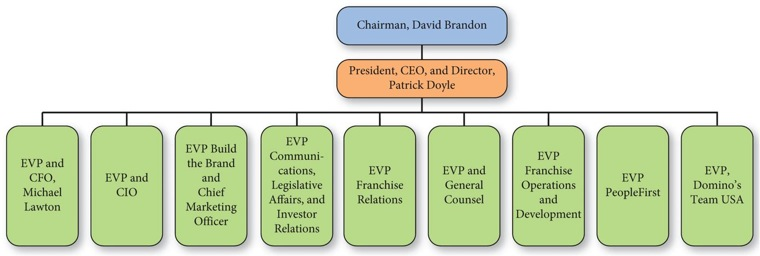 Chairman, David Brandon
President, CEO, and Director,
Patrick Doyle
EVP and
CFO,
Michael
Lawton
EVP and
CIO
EVP Build
the Brand
and
Chief
Marketing
Officer
EVP
Communi-
cations,
Legislative
Affairs, and
Investor
Relations
EVP
Franchise
Relations
EVP and
General
Counsel
EVP
Franchise
Operations
and
Development
EVP
PeopleFirst
EVP,
Domino’s
Team USA